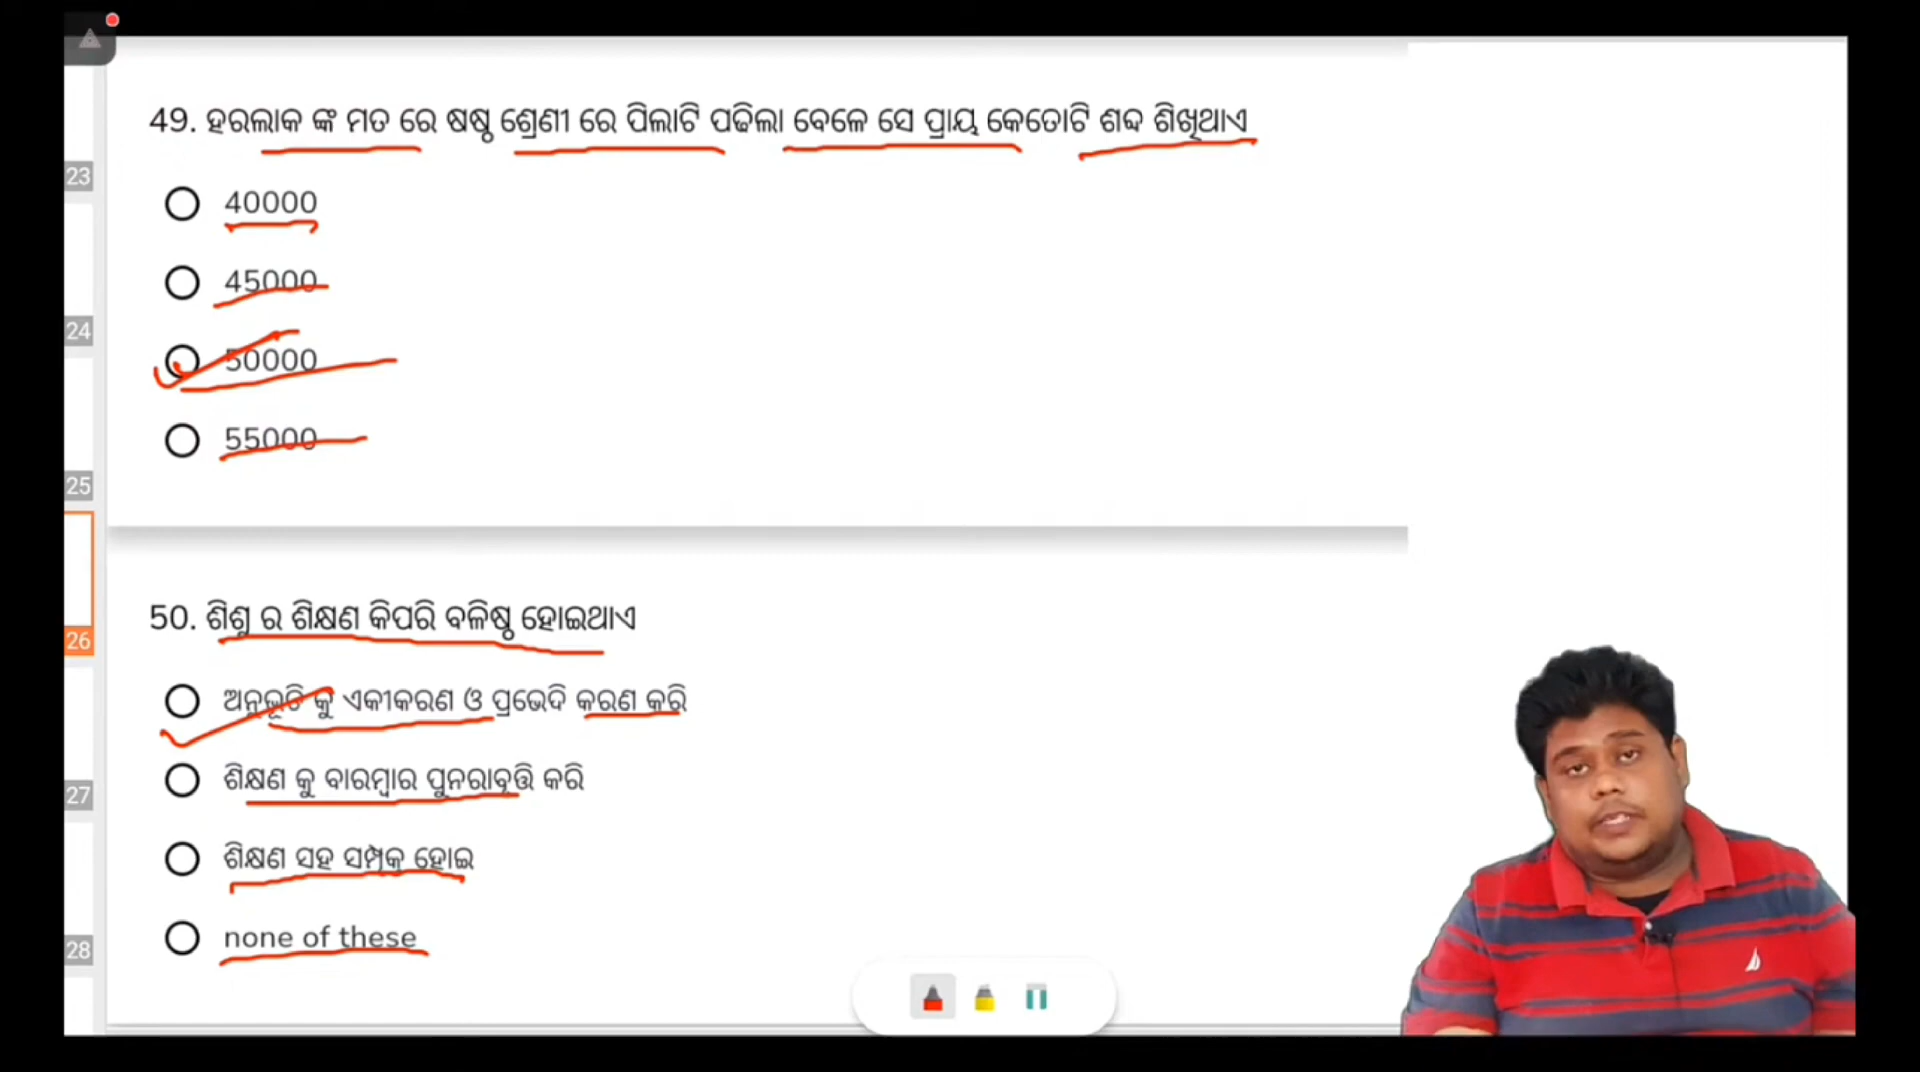 49. ହରଲାକ ଙ୍କ ମତ ରେ ଷଷ୍ଠ ଶ୍ରେଣୀ ରେ ପିଲାଟି ପଢିଲା ବେଳେ ସେ ପ୍ରାୟ କେତୋଟି ଶବ୍ଦ ଶିଖିଥାଏ
23
40000
45000
24
50000
55000
25
50. ଶିଶୁ ର ଶିକ୍ଷଣ କିପରି ବଳିଷ୍ଠ ହୋଇଥାଏ
26
ଅନୁଭୂତି କୁ ଏକୀକରଣ ଓ ପ୍ରଭେଦି କରଣ କରି
27
ଶିକ୍ଷଣ କୁ ବାରମ୍ବାର ପୁନରାବୃତ୍ତି କରି
ଶିକ୍ଷଣ ସହ ସମ୍ପୃକ୍ତ ହୋଇ
28
none of these